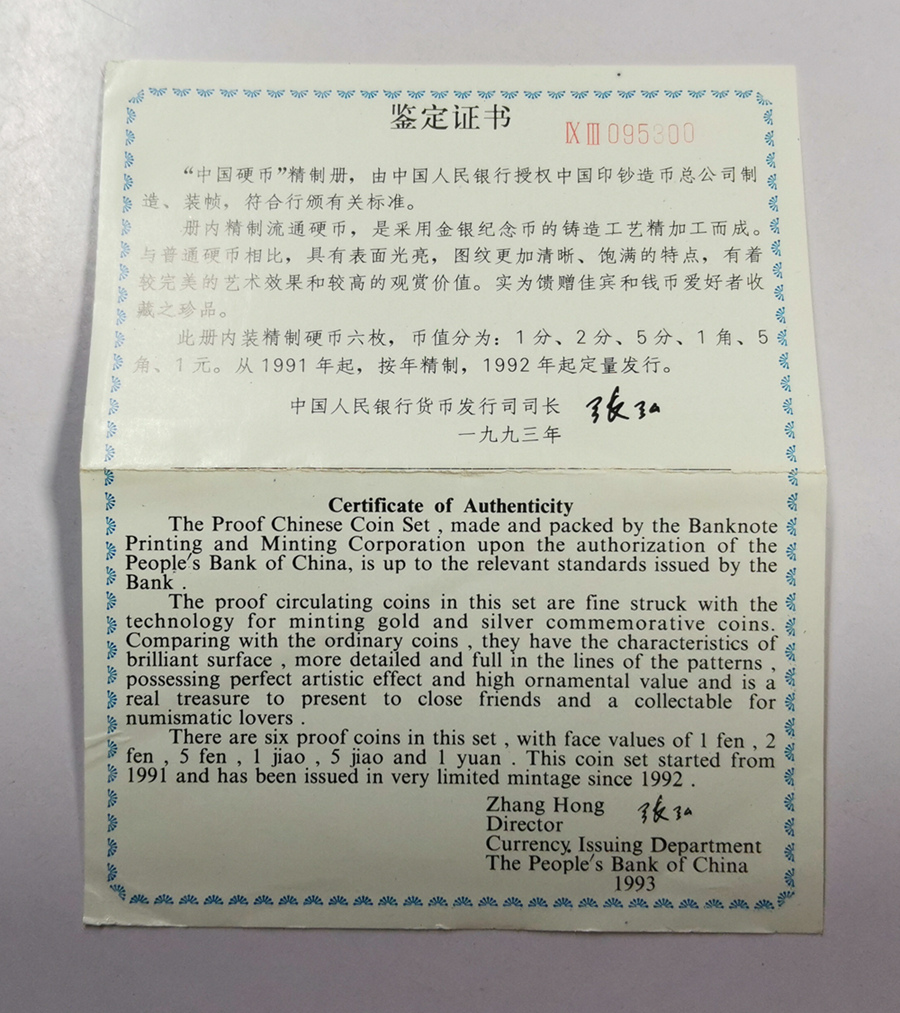 鉴定证书
Ⅸ Ⅲ 095300
“中国硬币”精制册，由中国人民银行授权中国印钞造币总公司制
造、装帧，符合行颁有关标准。
册内精制流通硬币，是采用金银纪念币的铸造工艺精加工而成。
与普通硬币相比，具有表面光亮，图纹更加清晰、饱满的特点，有着
较完美的艺术效果和较高的观赏价值。实为馈赠佳宾和钱币爱好者收
藏之珍品。
此册内装精制硬币六枚，币值分为：1分、2分、5分、1角、5
角、1元。从1991年起，按年精制，1992年起定量发行。
中国人民银行货币发行司司长 张弘
一九九三年
Certificate of Authenticity
The Proof Chinese Coin Set , made and packed by the Banknote
Printing and Minting Corporation upon the authorization of the
People's Bank of China, is up to the relevant standards issued by the
Bank .
The proof circulating coins in this set are fine struck with the
technology for minting gold and silver commemorative coins.
Comparing with the ordinary coins , they have the characteristics of
brilliant surface , more detailed and full in the lines of the patterns ,
possessing perfect artistic effect and high ornamental value and is a
real treasure to present to close friends and a collectable for
numismatic lovers .
There are six proof coins in this set , with face values of 1 fen , 2
fen , 5 fen , 1 jiao , 5 jiao and 1 yuan . This coin set started from
1991 and has been issued in very limited mintage since 1992 .
Zhang Hong 张弘
Director
Currency. Issuing Department
The People's Bank of China
1993